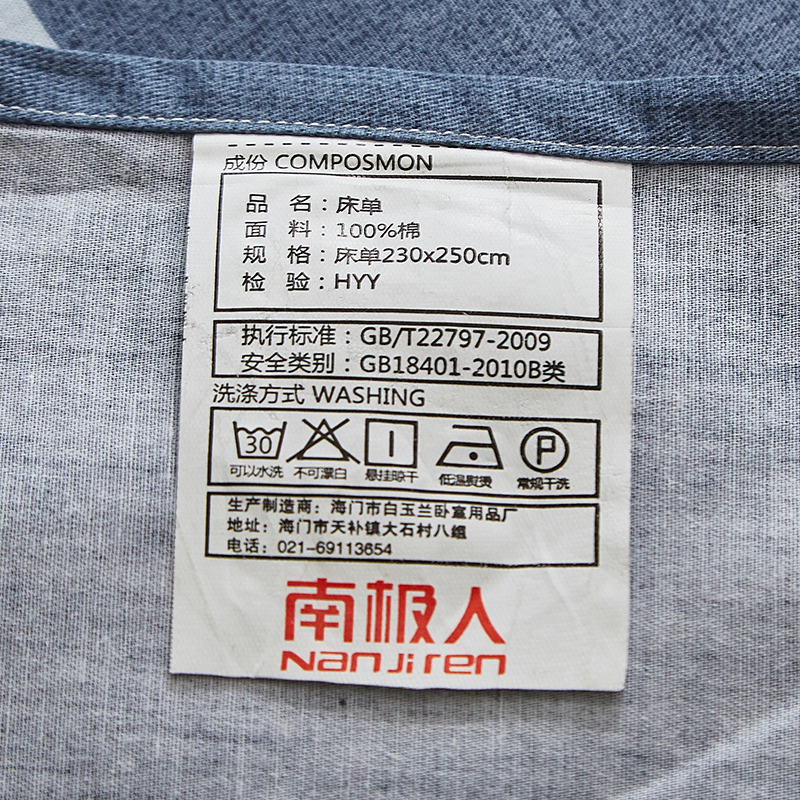 成份 COMPOSMON
品 名：床单
面 料：100%棉
规 格：床单230x250cm
检 验：HYY
执行标准：GB/T22797-2009
安全类别：GB18401-2010B类
洗涤方式 WASHING
30 P
可以水洗 不可漂白 悬挂晾干 低温熨烫 常规干洗
生产制造商：海门市白玉兰卧室用品厂
地址：海门市天补镇大石村八组
电话：021-69113654
南极人
Nanjiren